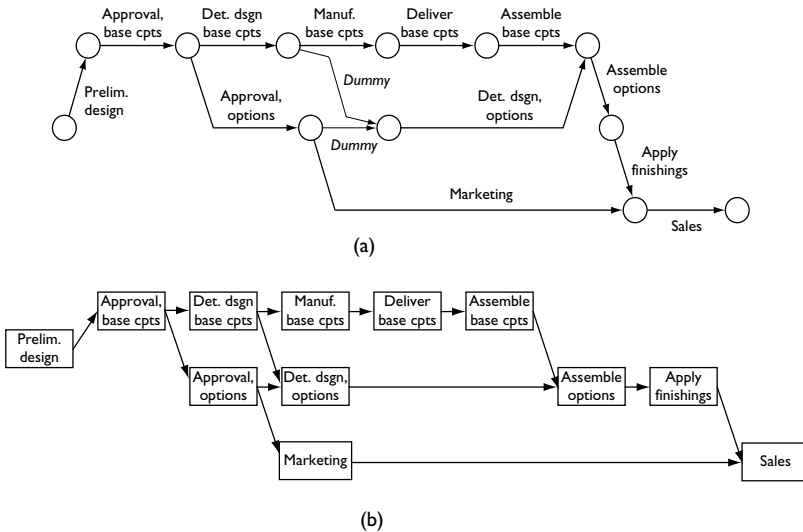 Approval,
base cpts
Det. dsgn
base cpts
Manuf.
base cpts
Deliver
base cpts
Assemble
base cpts
Prelim.
design
Dummy
Approval,
options
Dummy
Det. dsgn,
options
Assemble
options
Apply
finishings
Marketing
Sales
(a)
Approval,
base cpts
Det. dsgn
base cpts
Manuf.
base cpts
Deliver
base cpts
Assemble
base cpts
Prelim.
design
Approval,
options
Det. dsgn,
options
Assemble
options
Apply
finishings
Marketing
Sales
(b)